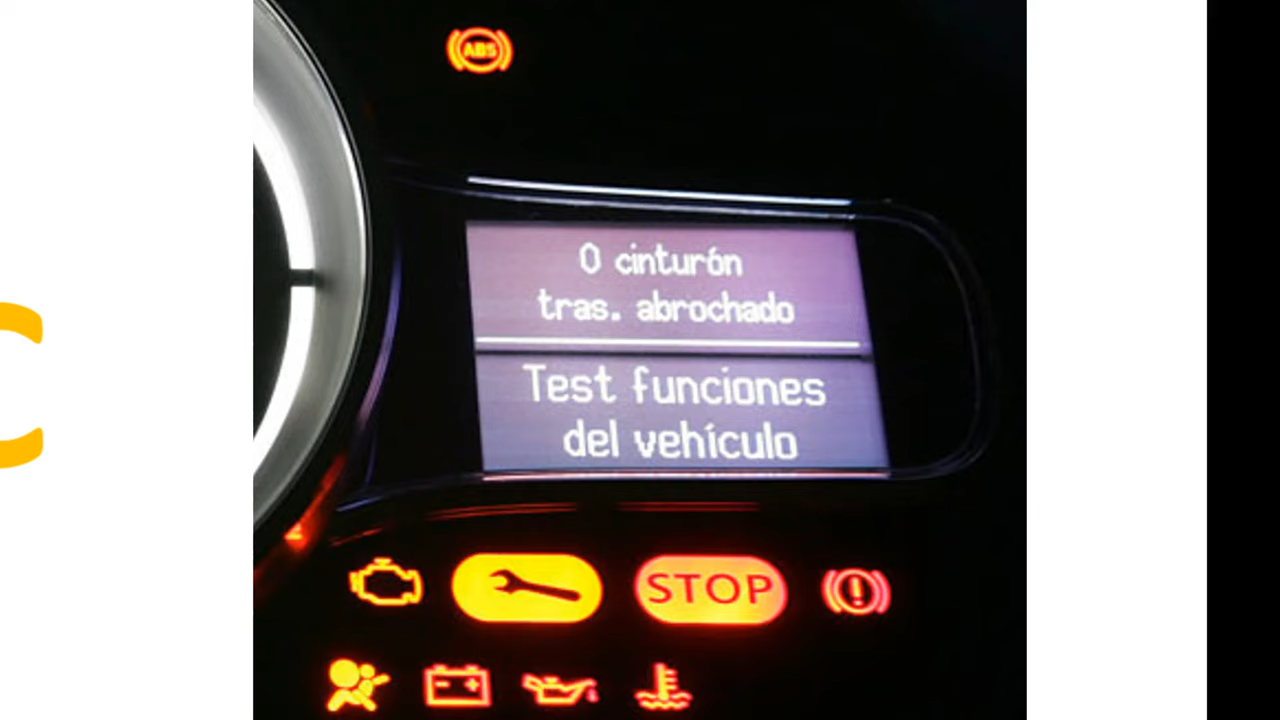 ABS
0 cinturón
tras. abrochado
Test funciones
del vehículo
STOP